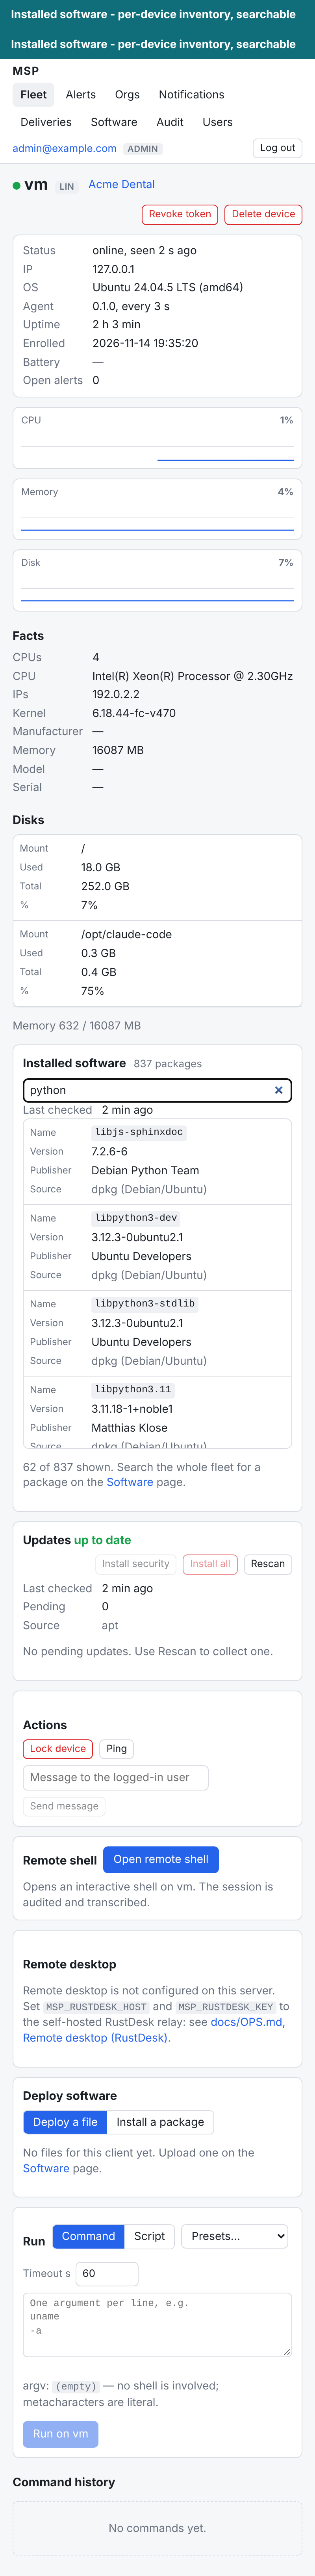 Installed software - per-device inventory, searchable
Installed software - per-device inventory, searchable
MSP
Fleet Alerts Orgs Notifications
Deliveries Software Audit Users
admin@example.com ADMIN Log out
vm LIN Acme Dental
Revoke token Delete device
Status online, seen 2 s ago
IP 127.0.0.1
OS Ubuntu 24.04.5 LTS (amd64)
Agent 0.1.0, every 3 s
Uptime 2 h 3 min
Enrolled 2026-11-14 19:35:20
Battery —
Open alerts 0
CPU 1%
Memory 4%
Disk 7%
Facts
CPUs 4
CPU Intel(R) Xeon(R) Processor @ 2.30GHz
IPs 192.0.2.2
Kernel 6.18.44-fc-v470
Manufacturer —
Memory 16087 MB
Model —
Serial —
Disks
Mount /
Used 18.0 GB
Total 252.0 GB
% 7%
Mount /opt/claude-code
Used 0.3 GB
Total 0.4 GB
% 75%
Memory 632 / 16087 MB
Installed software 837 packages
python ×
Last checked 2 min ago
Name libjs-sphinxdoc
Version 7.2.6-6
Publisher Debian Python Team
Source dpkg (Debian/Ubuntu)
Name libpython3-dev
Version 3.12.3-0ubuntu2.1
Publisher Ubuntu Developers
Source dpkg (Debian/Ubuntu)
Name libpython3-stdlib
Version 3.12.3-0ubuntu2.1
Publisher Ubuntu Developers
Source dpkg (Debian/Ubuntu)
Name libpython3.11
Version 3.11.18-1+noble1
Publisher Matthias Klose
Source dpkg (Debian/Ubuntu)
62 of 837 shown. Search the whole fleet for a
package on the Software page.
Updates up to date
Install security Install all Rescan
Last checked 2 min ago
Pending 0
Source apt
No pending updates. Use Rescan to collect one.
Actions
Lock device Ping
Message to the logged-in user
Send message
Remote shell Open remote shell
Opens an interactive shell on vm. The session is
audited and transcribed.
Remote desktop
Remote desktop is not configured on this server.
Set MSP_RUSTDESK_HOST and MSP_RUSTDESK_KEY to
the self-hosted RustDesk relay: see docs/OPS.md,
Remote desktop (RustDesk).
Deploy software
Deploy a file Install a package
No files for this client yet. Upload one on the
Software page.
Run Command Script Presets...
Timeout s 60
One argument per line, e.g.
uname
-a
argv: (empty) — no shell is involved;
metacharacters are literal.
Run on vm
Command history
No commands yet.